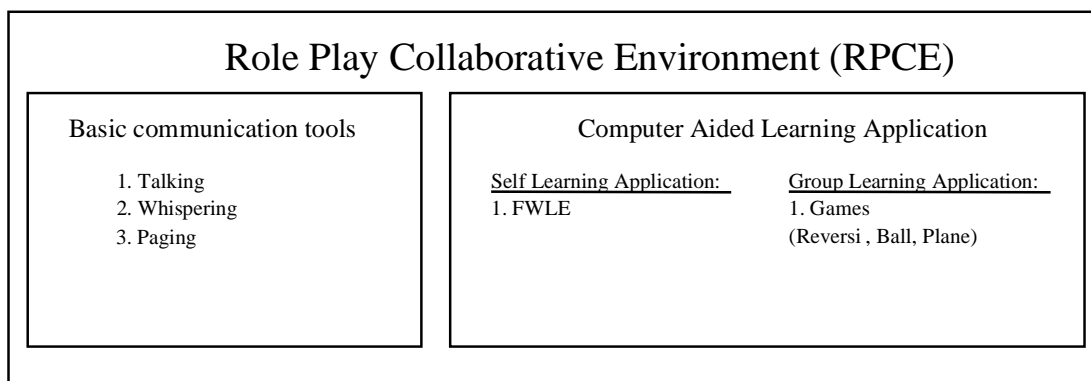 Role Play Collaborative Environment (RPCE)
Basic communication tools
1. Talking
2. Whispering
3. Paging
Computer Aided Learning Application
Self Learning Application:
1. FWLE
Group Learning Application:
1. Games
(Reversi , Ball, Plane)